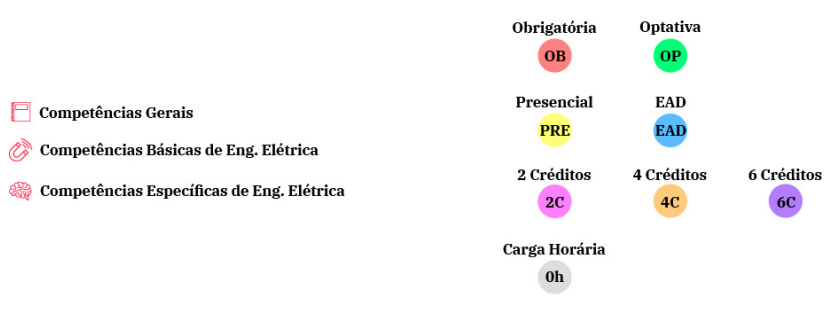 Obrigatória Optativa
OB OP
Presencial EAD
Competências Gerais
PRE EAD
Competências Básicas de Eng. Elétrica
2 Créditos 4 Créditos 6 Créditos
Competências Específicas de Eng. Elétrica
2C 4C 6C
Carga Horária
0h